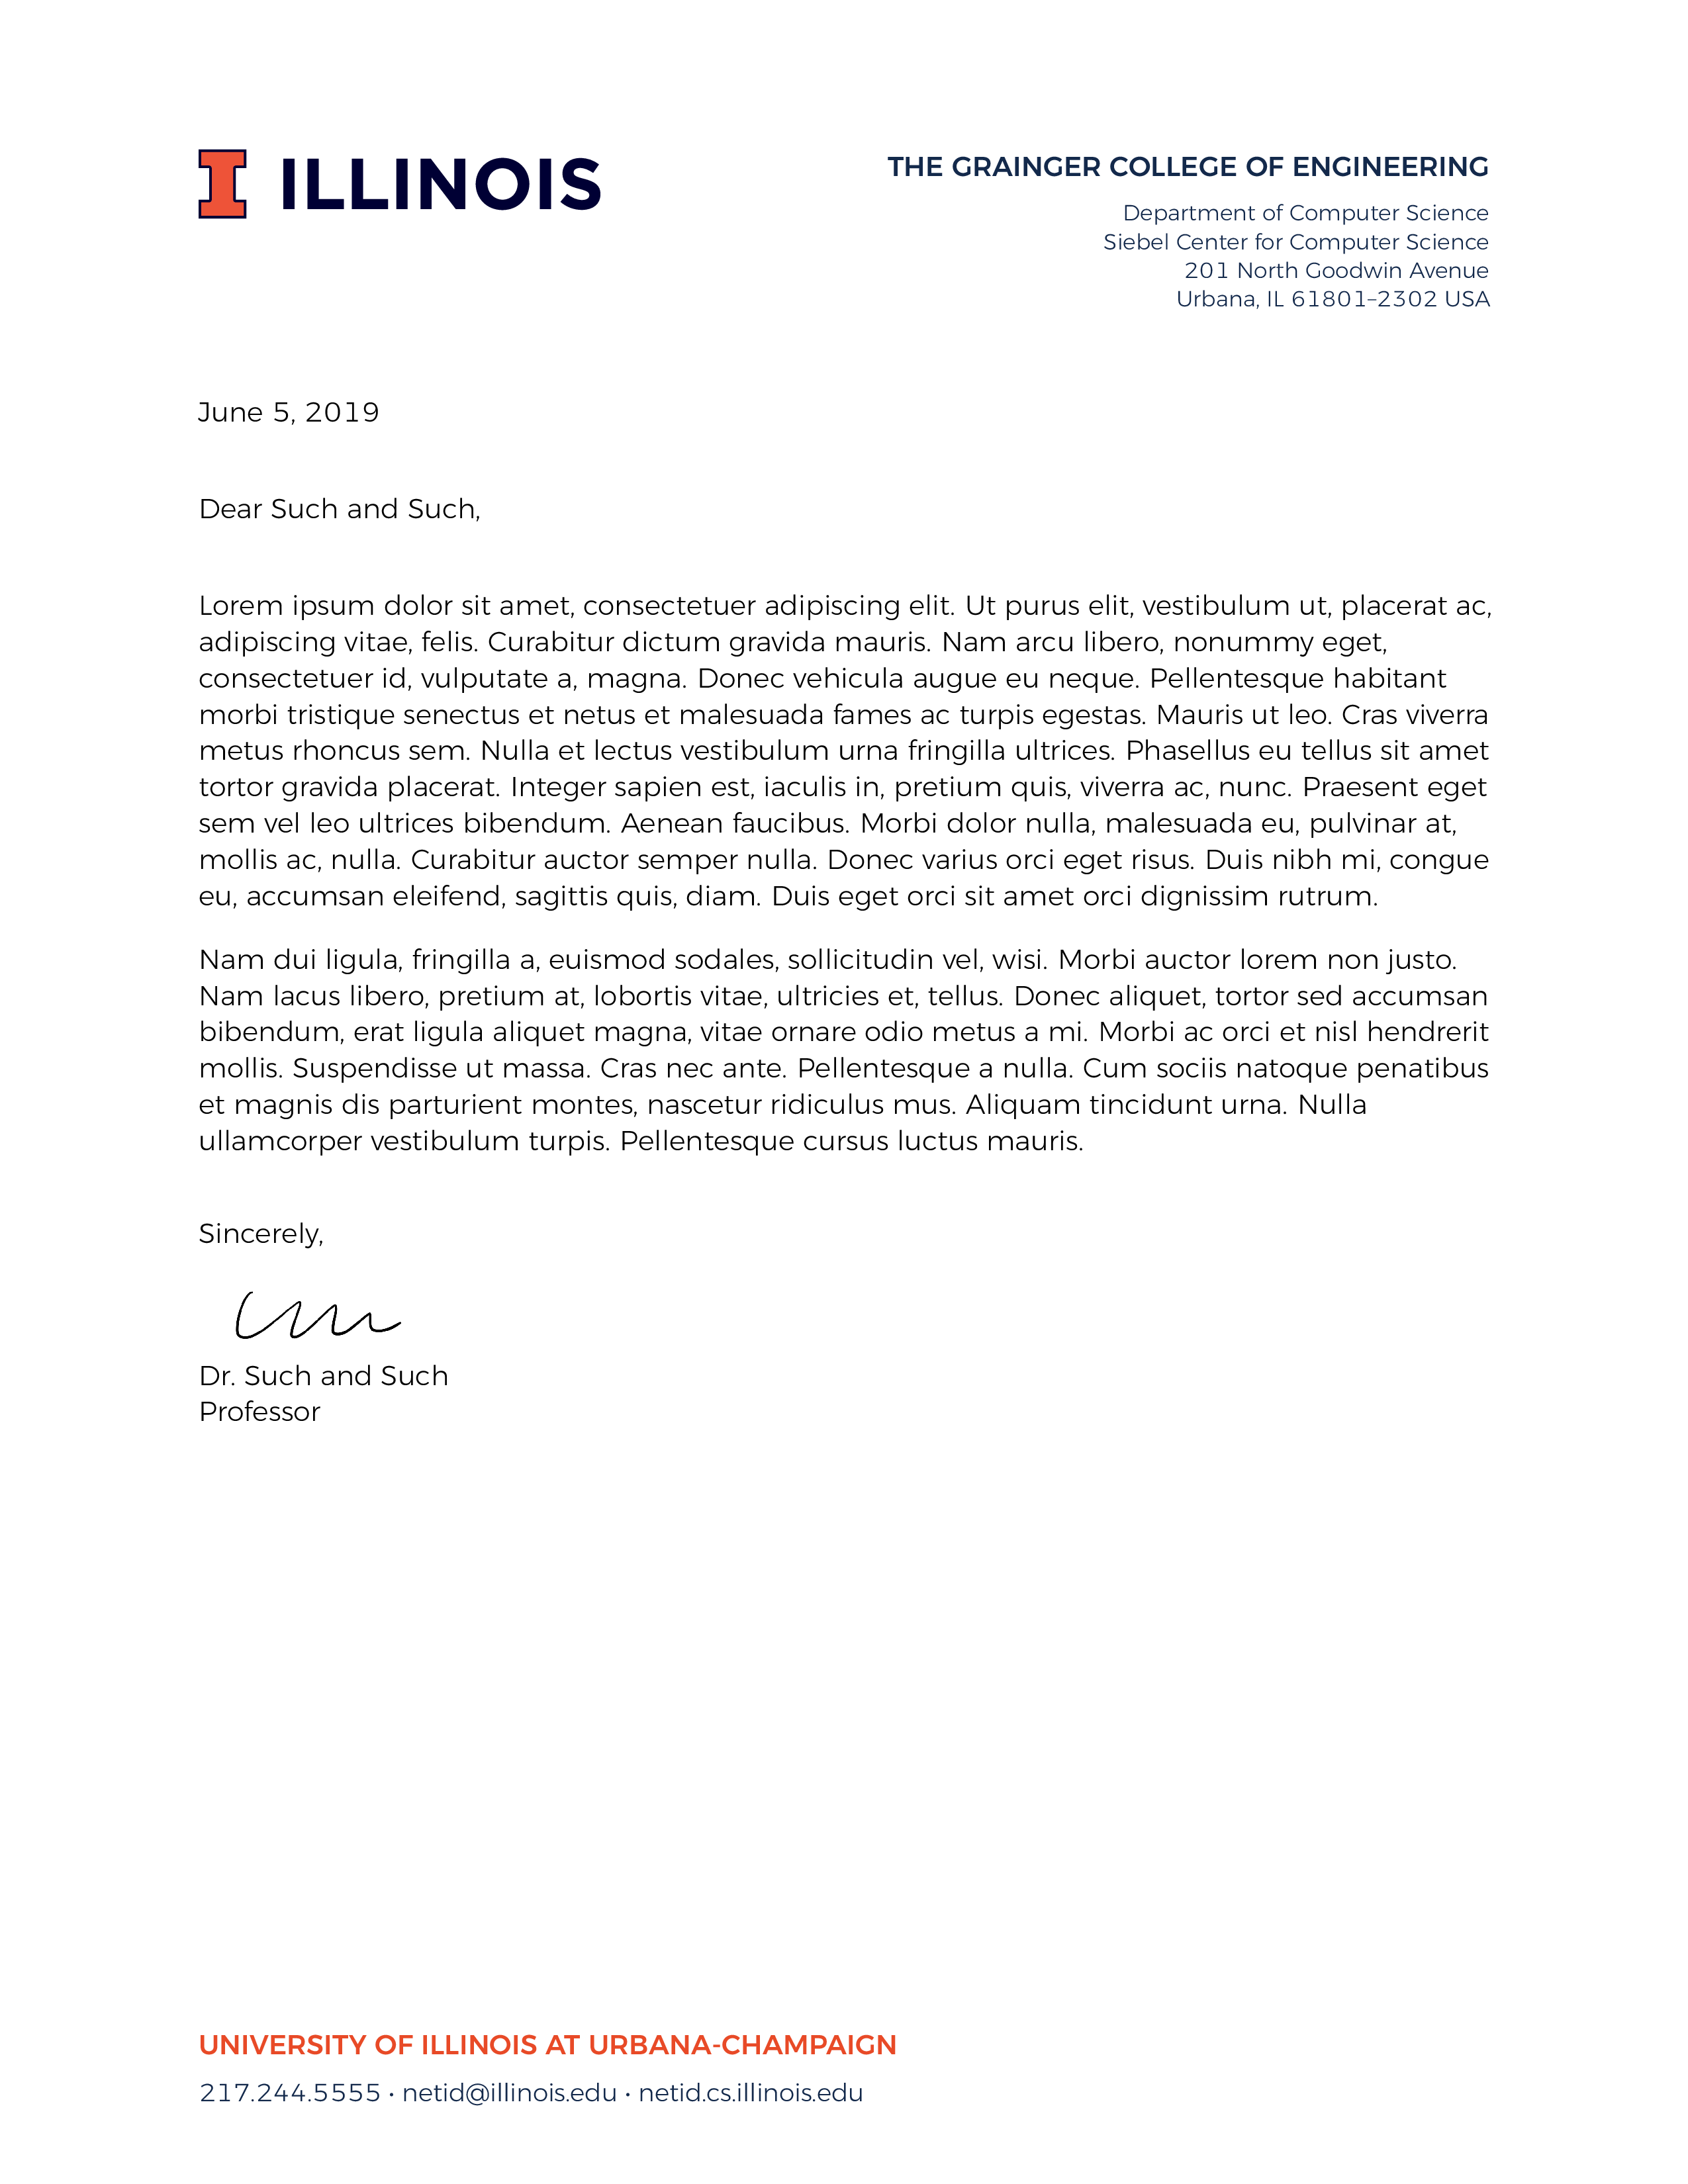 ILLINOIS
THE GRAINGER COLLEGE OF ENGINEERING
Department of Computer Science
Siebel Center for Computer Science
201 North Goodwin Avenue
Urbana, IL 61801–2302 USA
June 5, 2019
Dear Such and Such,
Lorem ipsum dolor sit amet, consectetuer adipiscing elit. Ut purus elit, vestibulum ut, placerat ac,
adipiscing vitae, felis. Curabitur dictum gravida mauris. Nam arcu libero, nonummy eget,
consectetuer id, vulputate a, magna. Donec vehicula augue eu neque. Pellentesque habitant
morbi tristique senectus et netus et malesuada fames ac turpis egestas. Mauris ut leo. Cras viverra
metus rhoncus sem. Nulla et lectus vestibulum urna fringilla ultrices. Phasellus eu tellus sit amet
tortor gravida placerat. Integer sapien est, iaculis in, pretium quis, viverra ac, nunc. Praesent eget
sem vel leo ultrices bibendum. Aenean faucibus. Morbi dolor nulla, malesuada eu, pulvinar at,
mollis ac, nulla. Curabitur auctor semper nulla. Donec varius orci eget risus. Duis nibh mi, congue
eu, accumsan eleifend, sagittis quis, diam. Duis eget orci sit amet orci dignissim rutrum.
Nam dui ligula, fringilla a, euismod sodales, sollicitudin vel, wisi. Morbi auctor lorem non justo.
Nam lacus libero, pretium at, lobortis vitae, ultricies et, tellus. Donec aliquet, tortor sed accumsan
bibendum, erat ligula aliquet magna, vitae ornare odio metus a mi. Morbi ac orci et nisl hendrerit
mollis. Suspendisse ut massa. Cras nec ante. Pellentesque a nulla. Cum sociis natoque penatibus
et magnis dis parturient montes, nascetur ridiculus mus. Aliquam tincidunt urna. Nulla
ullamcorper vestibulum turpis. Pellentesque cursus luctus mauris.
Sincerely,
Dr. Such and Such
Professor
UNIVERSITY OF ILLINOIS AT URBANA-CHAMPAIGN
217.244.5555 • netid@illinois.edu • netid.cs.illinois.edu